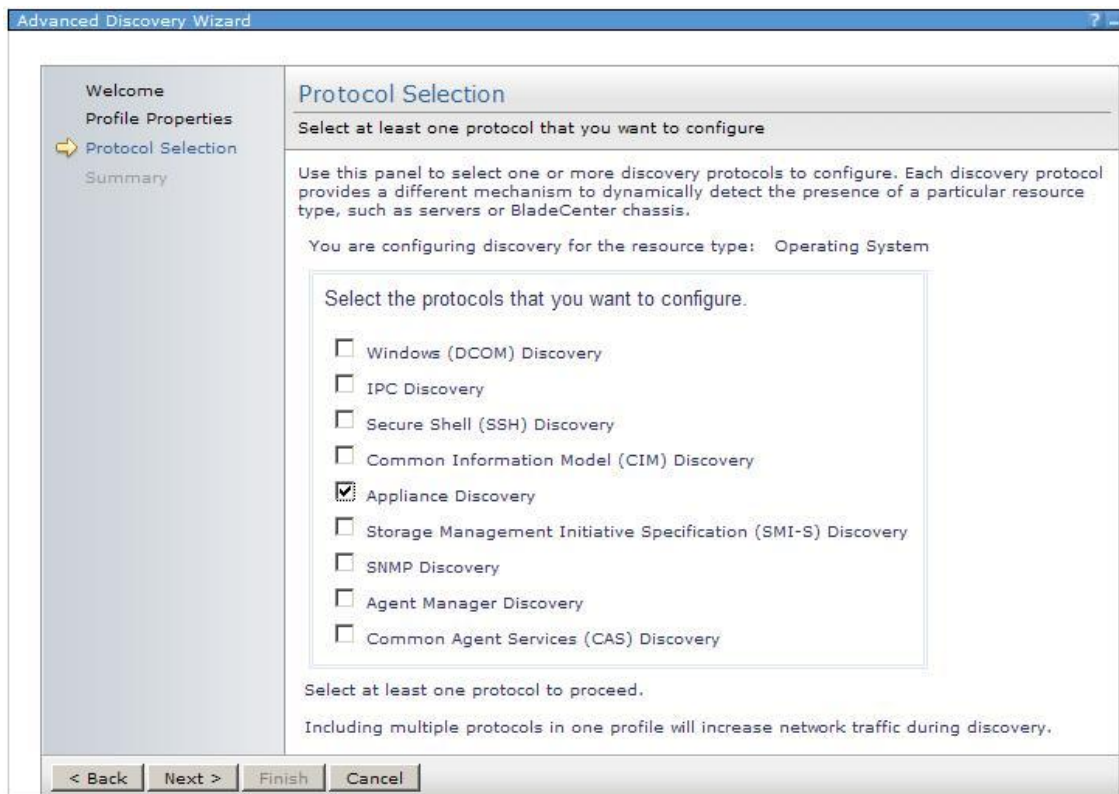 Advanced Discovery Wizard
?
Welcome
Profile Properties
Protocol Selection
Summary
Protocol Selection
Select at least one protocol that you want to configure
Use this panel to select one or more discovery protocols to configure. Each discovery protocol
provides a different mechanism to dynamically detect the presence of a particular resource
type, such as servers or BladeCenter chassis.
You are configuring discovery for the resource type: Operating System
Select the protocols that you want to configure.
Windows (DCOM) Discovery
IPC Discovery
Secure Shell (SSH) Discovery
Common Information Model (CIM) Discovery
Appliance Discovery
Storage Management Initiative Specification (SMI-S) Discovery
SNMP Discovery
Agent Manager Discovery
Common Agent Services (CAS) Discovery
Select at least one protocol to proceed.
Including multiple protocols in one profile will increase network traffic during discovery.
< Back Next > Finish Cancel